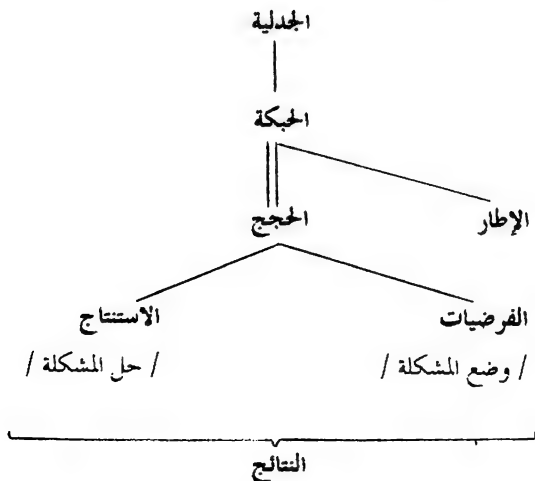 الجدلية
الحبكة
الإطار
الحجج
الفرضيات
الاستنتاج
/ وضع المشكلة /
/ حل المشكلة /
النتائج